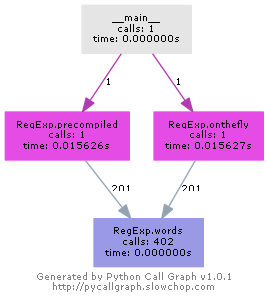 __main__
calls: 1
time: 0.000000s
1
1
RegExp.precompiled
calls: 1
time: 0.015626s
RegExp.onthefly
calls: 1
time: 0.015627s
201
201
RegExp.words
calls: 402
time: 0.000000s
Generated by Python Call Graph v1.0.1
http://pycallgraph.slowchop.com